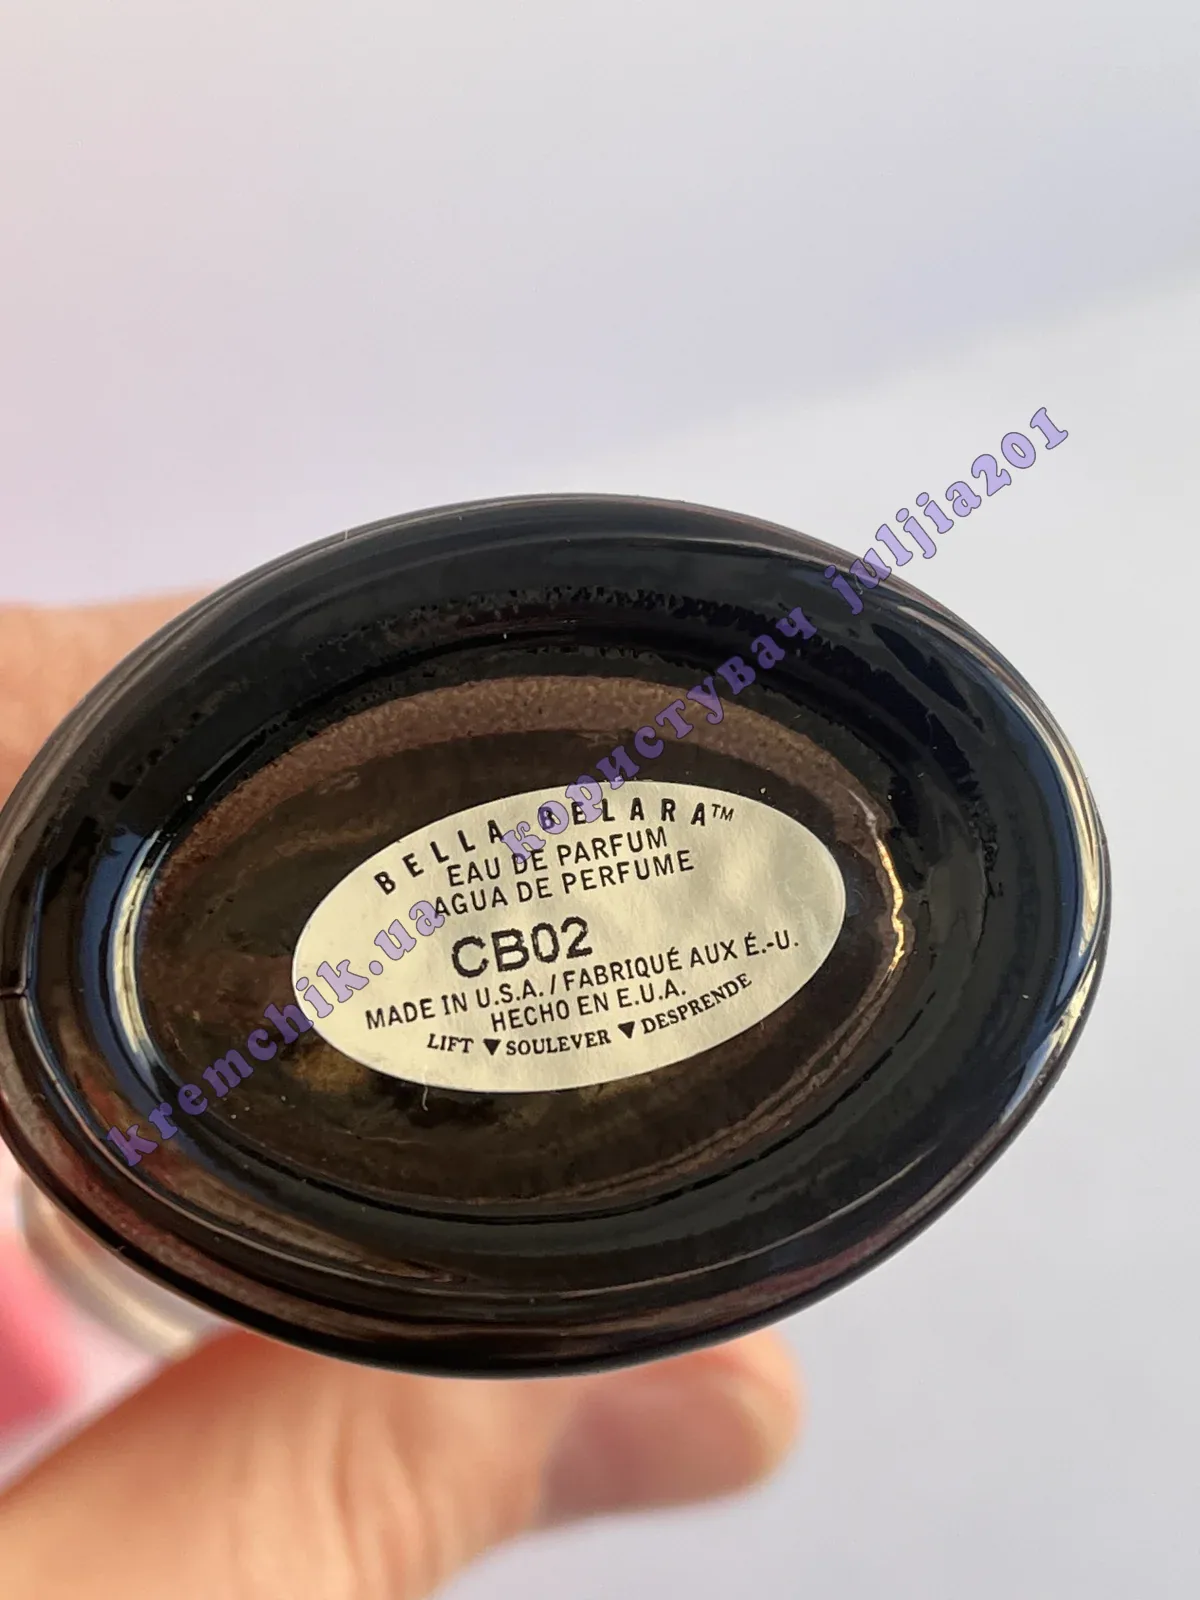 BELLA BELARA™
EAU DE PARFUM
AGUA DE PERFUME
CB02
MADE IN U.S.A./FABRIQUÉ AUX É.-U.
HECHO EN E.U.A.
LIFT ▼ SOULEVER ▼ DESPRENDE
kremchik.ua користувач juljia201